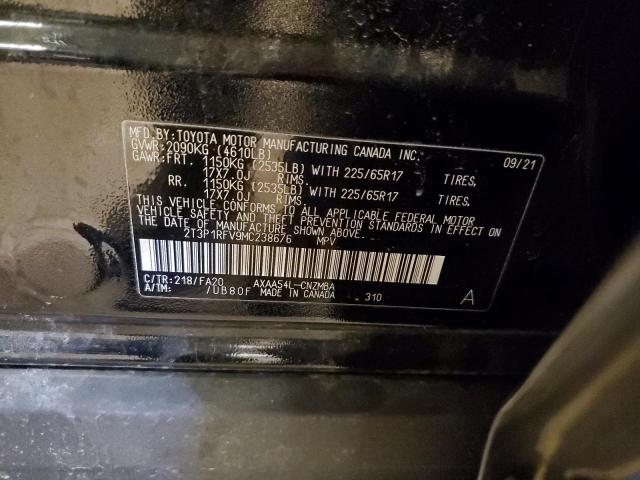 MFD.BY:TOYOTA MOTOR MANUFACTURING CANADA INC. 09/21
GVWR:2090KG (4610LB)
GAWR:FRT. 1150KG (2535LB) WITH 225/65R17 TIRES,
17X7.0J RIMS.
RR. 1150KG (2535LB) WITH 225/65R17 TIRES,
17X7.0J RIMS.
THIS VEHICLE CONFORMS TO ALL APPLICABLE FEDERAL MOTOR
VEHICLE SAFETY AND THEFT PREVENTION STANDARDS IN EFFECT ON
THE DATE OF MANUFACTURE SHOWN ABOVE.
2T3P1RFV9MC238676 MPV
C/TR:218/FA20 AXAA54L-CNZMBA
A/TM: /UB80F MADE IN CANADA 310 A